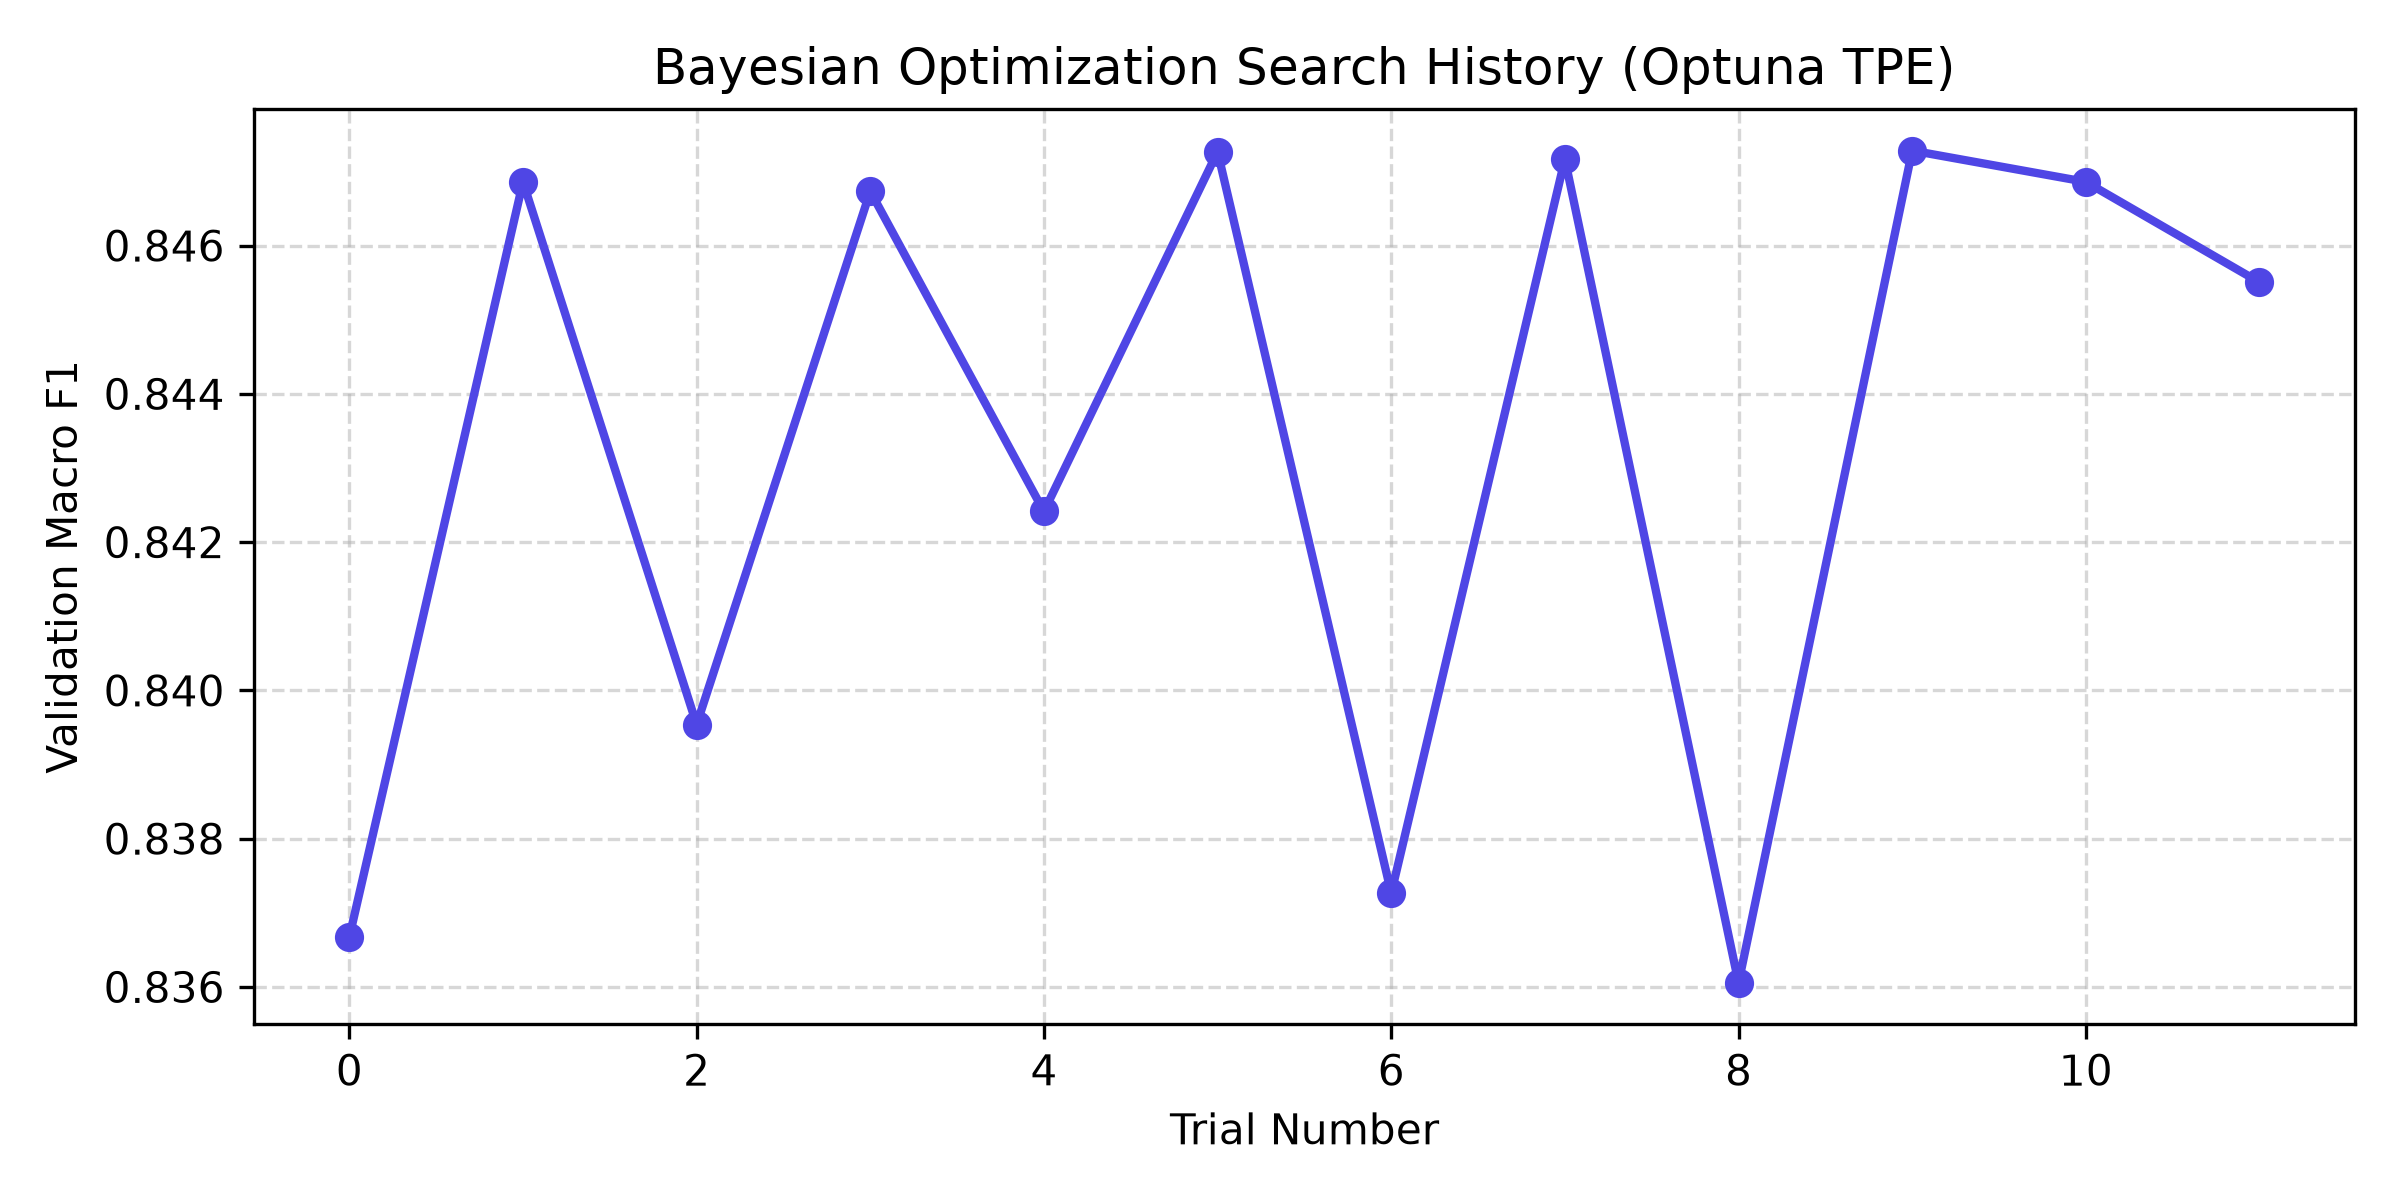 Bayesian Optimization Search History (Optuna TPE)
Validation Macro F1
0.846
0.844
0.842
0.840
0.838
0.836
0 2 4 6 8 10
Trial Number